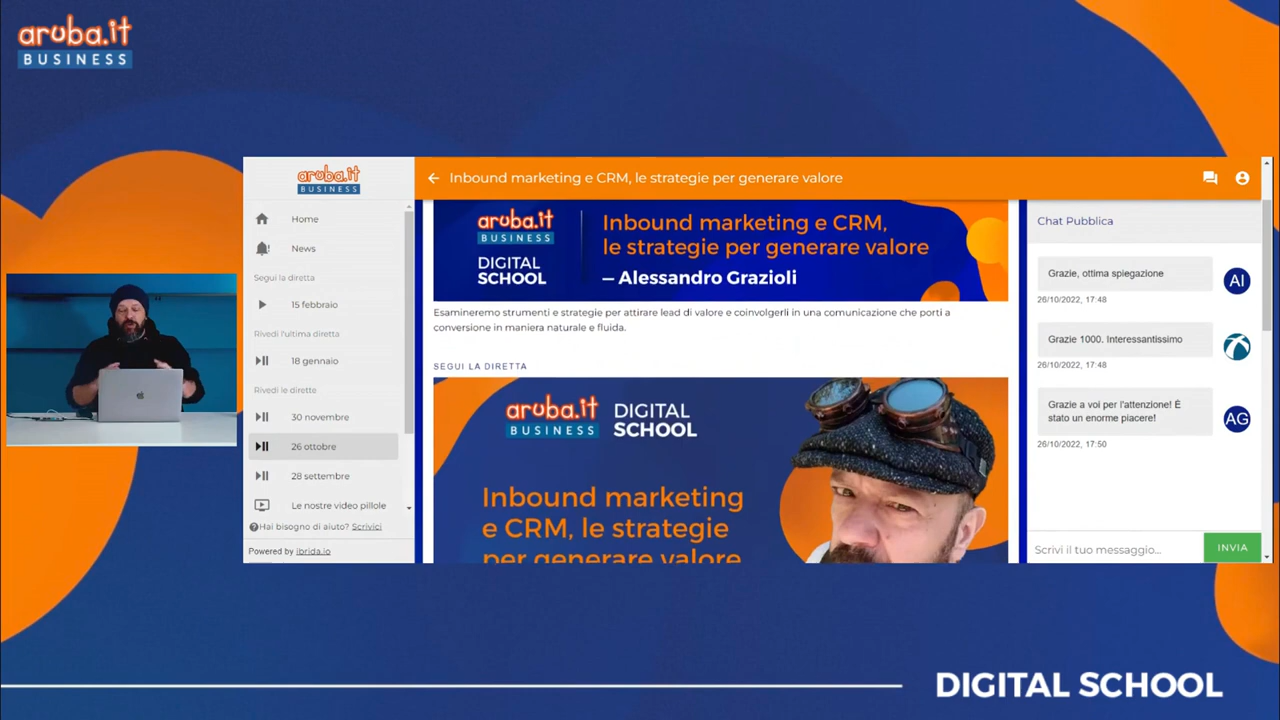 aruba.it
BUSINESS
aruba.it
BUSINESS
Home
News
Segui la diretta
15 febbraio
Rivedi l'ultima diretta
18 gennaio
Rivedi le dirette
30 novembre
26 ottobre
28 settembre
Le nostre video pillole
Hai bisogno di aiuto? Scrivici
Powered by ibrida.io
Inbound marketing e CRM, le strategie per generare valore
aruba.it
BUSINESS
DIGITAL
SCHOOL
Inbound marketing e CRM,
le strategie per generare valore
— Alessandro Grazioli
Esamineremo strumenti e strategie per attirare lead di valore e coinvolgerli in una comunicazione che porti a
conversione in maniera naturale e fluida.
SEGUI LA DIRETTA
aruba.it
BUSINESS
DIGITAL
SCHOOL
Inbound marketing
e CRM, le strategie
per generare valore
Chat Pubblica
Grazie, ottima spiegazione
AI
26/10/2022, 17:48
Grazie 1000. Interessantissimo
26/10/2022, 17:48
Grazie a voi per l'attenzione! È
stato un enorme piacere!
AG
26/10/2022, 17:50
Scrivi il tuo messaggio...
INVIA
DIGITAL SCHOOL